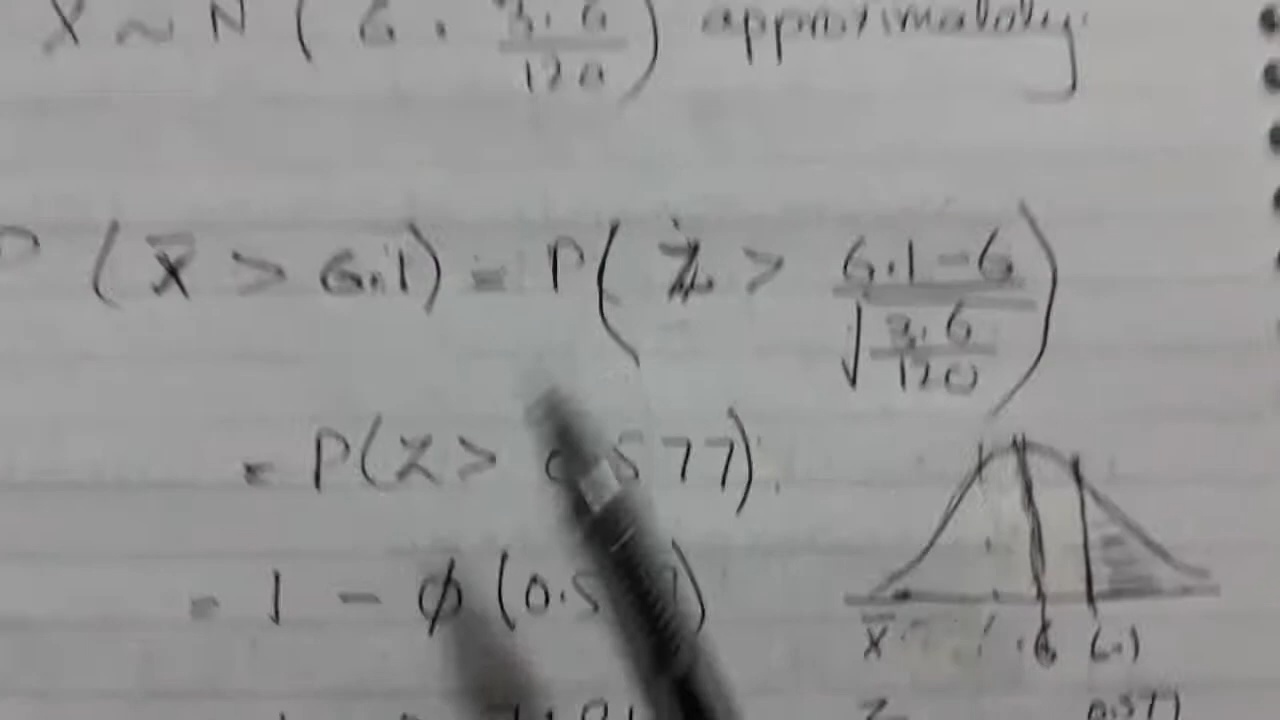 X̄ ~ N ( 6 . 3.6/120 ) approximately.
P ( x̄ > 6.1) = P( Z > (6.1-6)/√(3.6/120) )
= P(Z > 0.577)
= 1 - ϕ (0.5
x̄ 6 6.1
Z 0.577